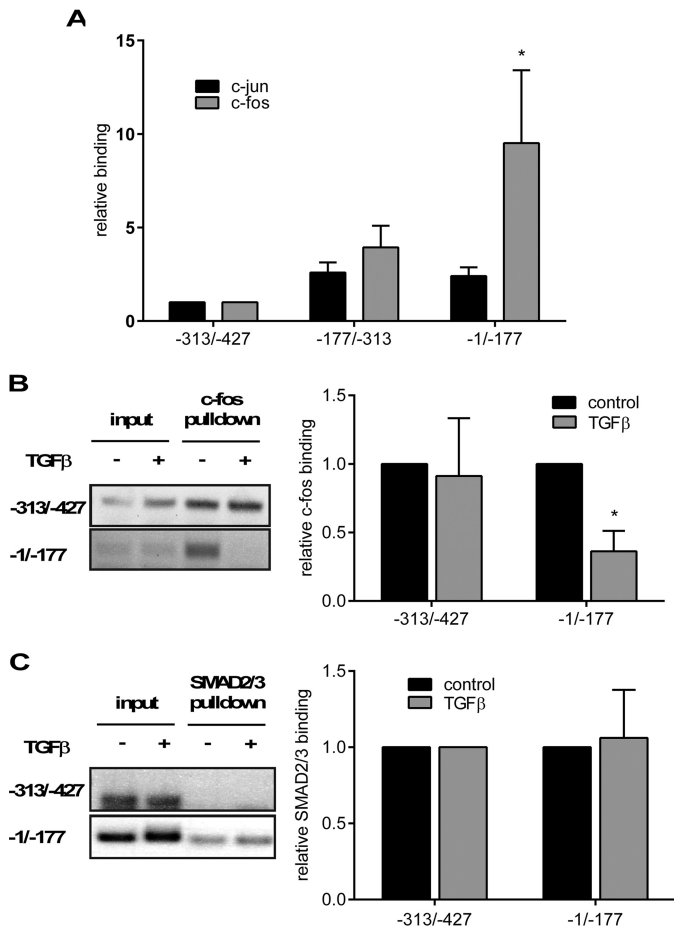 A
15
10
5
0
relative binding
c-jun
c-fos
*
-313/-427 -177/-313 -1/-177
B
input c-fos pulldown
TGFβ - + - +
-313/-427
-1/-177
1.5
1.0
0.5
0.0
relative c-fos binding
control
TGFβ
*
-313/-427 -1/-177
C
input SMAD2/3 pulldown
TGFβ - + - +
-313/-427
-1/-177
1.5
1.0
0.5
0.0
relative SMAD2/3 binding
control
TGFβ
-313/-427 -1/-177